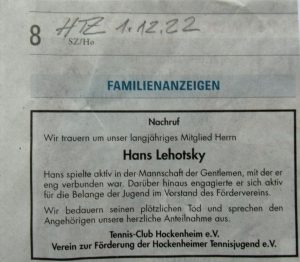 8 HTZ 1.12.22
SZ/Ho
FAMILIENANZEIGEN
Nachruf
Wir trauern um unser langjähriges Mitglied Herrn
Hans Lehotsky
Hans spielte aktiv in der Mannschaft der Gentlemen, mit der er
eng verbunden war. Darüber hinaus engagierte er sich aktiv
für die Belange der Jugend im Vorstand des Fördervereins.
Wir bedauern seinen plötzlichen Tod und sprechen den
Angehörigen unsere herzliche Anteilnahme aus.
Tennis-Club Hockenheim e.V.
Verein zur Förderung der Hockenheimer Tennisjugend e.V.